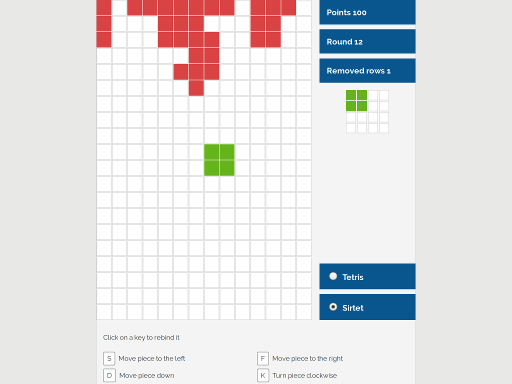 Points 100
Round 12
Removed rows 1
Tetris
Sirtet
Click on a key to rebind it
S Move piece to the left
F Move piece to the right
D Move piece down
K Turn piece clockwise